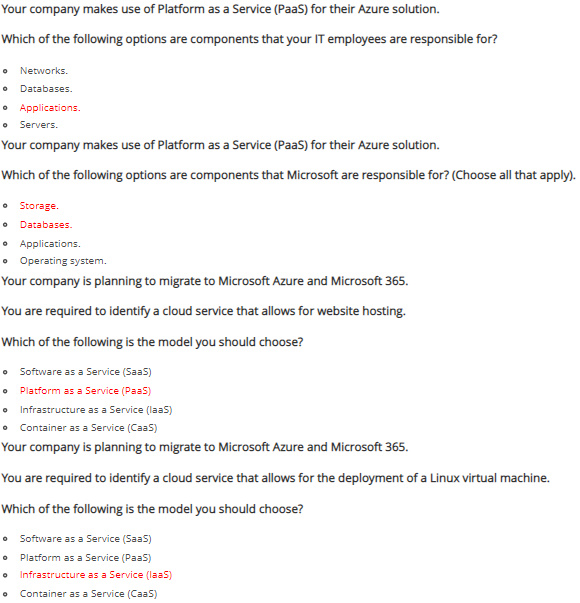 Your company makes use of Platform as a Service (PaaS) for their Azure solution.
Which of the following options are components that your IT employees are responsible for?
Networks.
Databases.
Applications.
Servers.
Your company makes use of Platform as a Service (PaaS) for their Azure solution.
Which of the following options are components that Microsoft are responsible for? (Choose all that apply).
Storage.
Databases.
Applications.
Operating system.
Your company is planning to migrate to Microsoft Azure and Microsoft 365.
You are required to identify a cloud service that allows for website hosting.
Which of the following is the model you should choose?
Software as a Service (SaaS)
Platform as a Service (PaaS)
Infrastructure as a Service (IaaS)
Container as a Service (CaaS)
Your company is planning to migrate to Microsoft Azure and Microsoft 365.
You are required to identify a cloud service that allows for the deployment of a Linux virtual machine.
Which of the following is the model you should choose?
Software as a Service (SaaS)
Platform as a Service (PaaS)
Infrastructure as a Service (IaaS)
Container as a Service (CaaS)